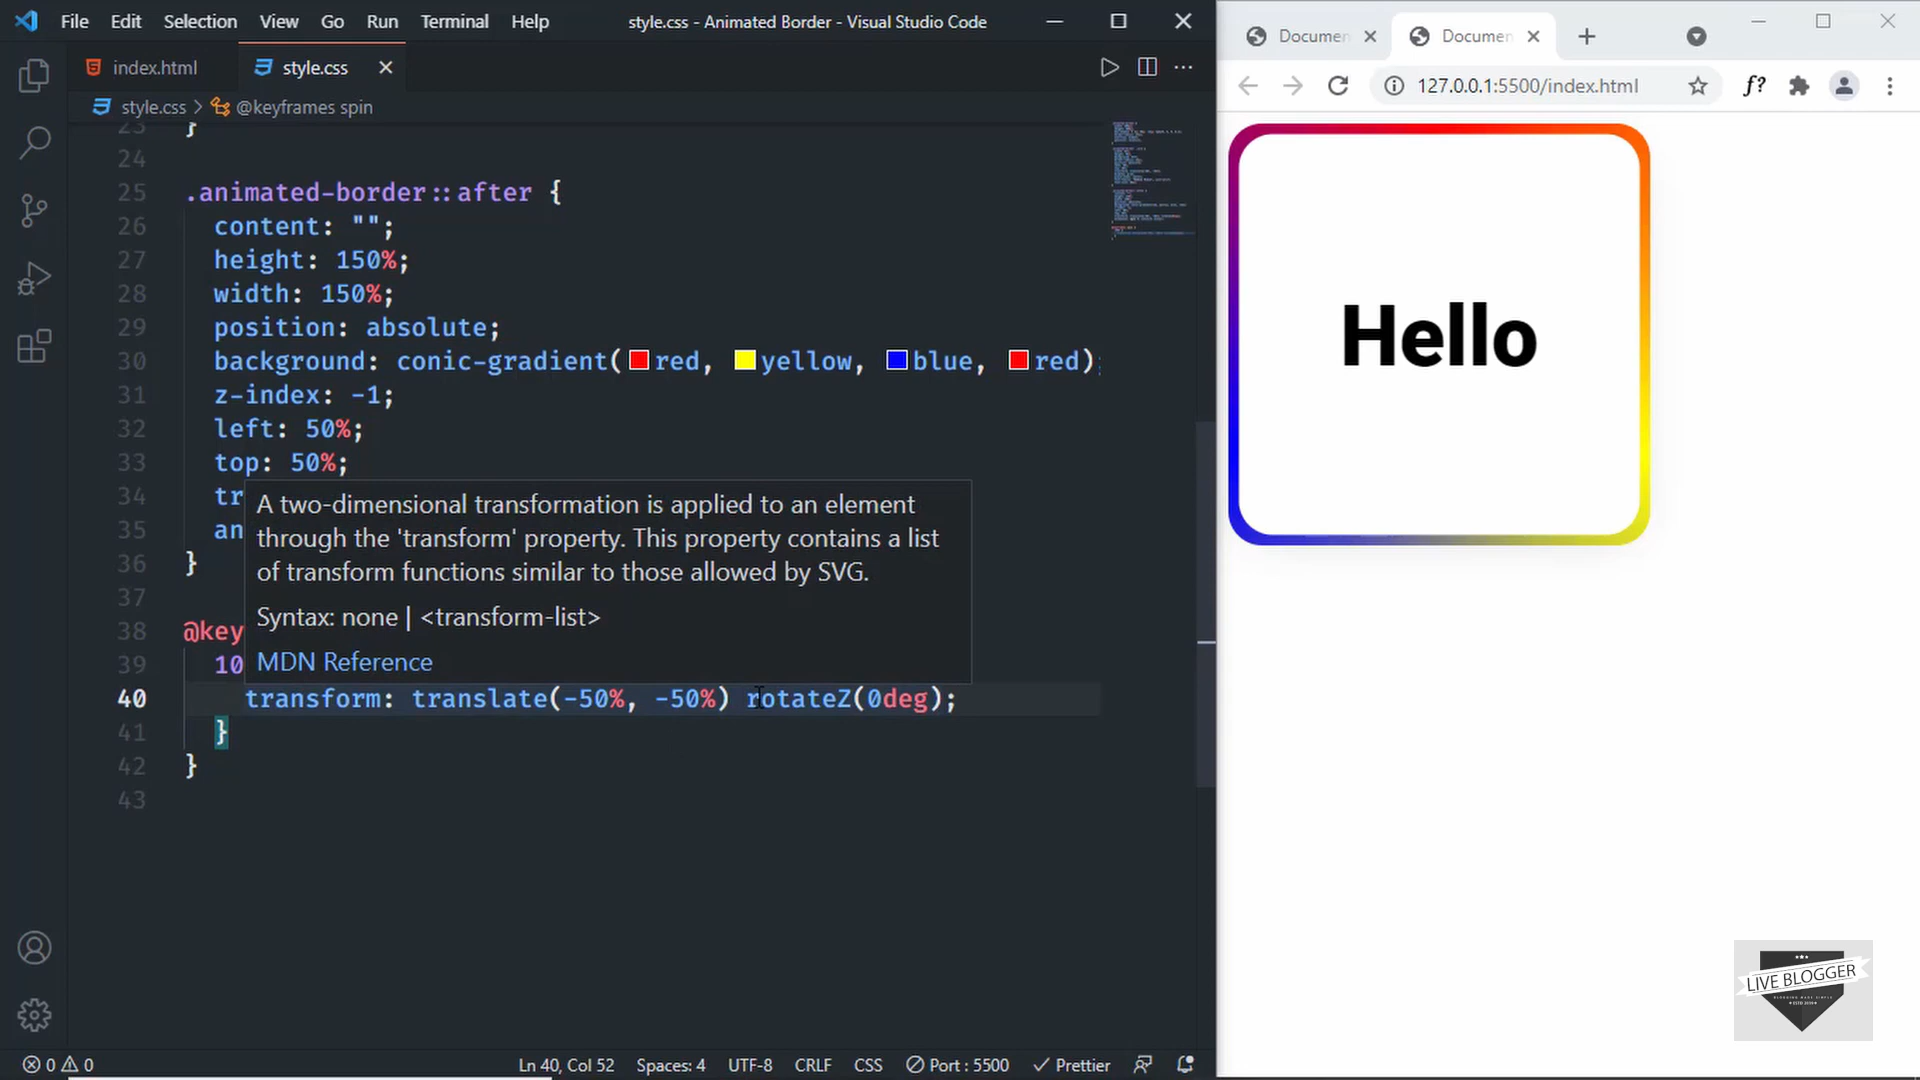 File Edit Selection View Go Run Terminal Help
style.css - Animated Border - Visual Studio Code
index.html
style.css
style.css > @keyframes spin
23 }
24
25 .animated-border::after {
26 content: "";
27 height: 150%;
28 width: 150%;
29 position: absolute;
30 background: conic-gradient(red, yellow, blue, red);
31 z-index: -1;
32 left: 50%;
33 top: 50%;
34 tr
35 an
36 }
37
38 @key
39 10
A two-dimensional transformation is applied to an element
through the 'transform' property. This property contains a list
of transform functions similar to those allowed by SVG.
Syntax: none | <transform-list>
MDN Reference
40 transform: translate(-50%, -50%) rotateZ(0deg);
41 }
42 }
43
0 0
Ln 40, Col 52 Spaces: 4 UTF-8 CRLF CSS Port : 5500 Prettier
Documen
Documen
127.0.0.1:5500/index.html
f?
Hello
LIVE BLOGGER